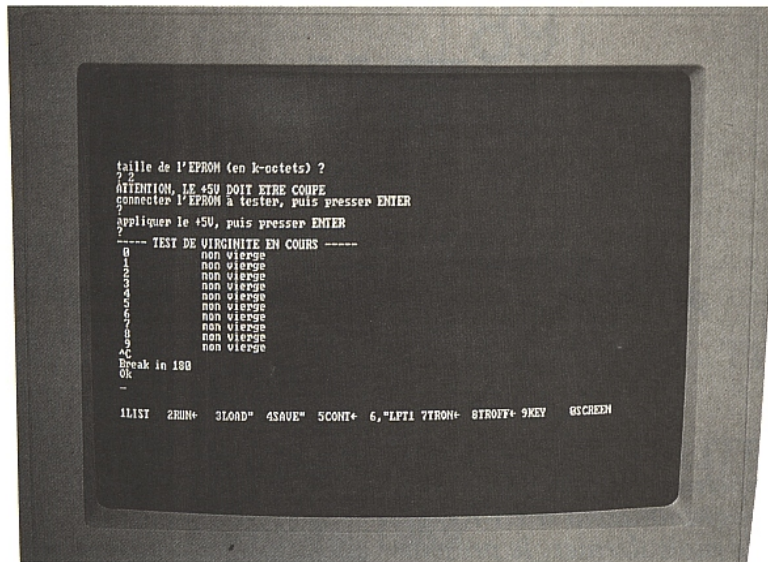 taille de l'EPROM (en k-octets) ?
? 2
ATTENTION, LE +5V DOIT ETRE COUPE
connecter l'EPROM à tester, puis presser ENTER
?
appliquer le +5V, puis presser ENTER
?
----- TEST DE VIRGINITE EN COURS -----
0 non vierge
1 non vierge
2 non vierge
3 non vierge
4 non vierge
5 non vierge
6 non vierge
7 non vierge
8 non vierge
9 non vierge
^C
Break in 180
Ok
_
1LIST 2RUN← 3LOAD" 4SAVE" 5CONT← 6,"LPT1 7TRON← 8TROFF← 9KEY 0SCREEN